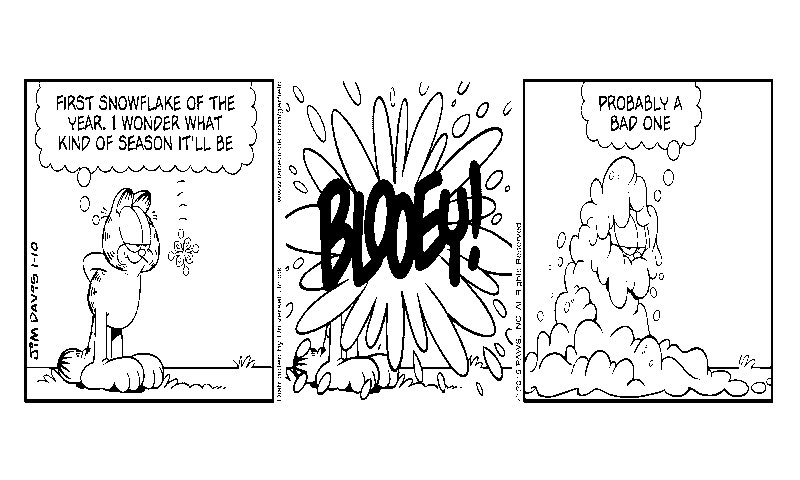 FIRST SNOWFLAKE OF THE
YEAR. I WONDER WHAT
KIND OF SEASON IT'LL BE
JIM DAVIS 1-10
BLOOEY!
PROBABLY A
BAD ONE